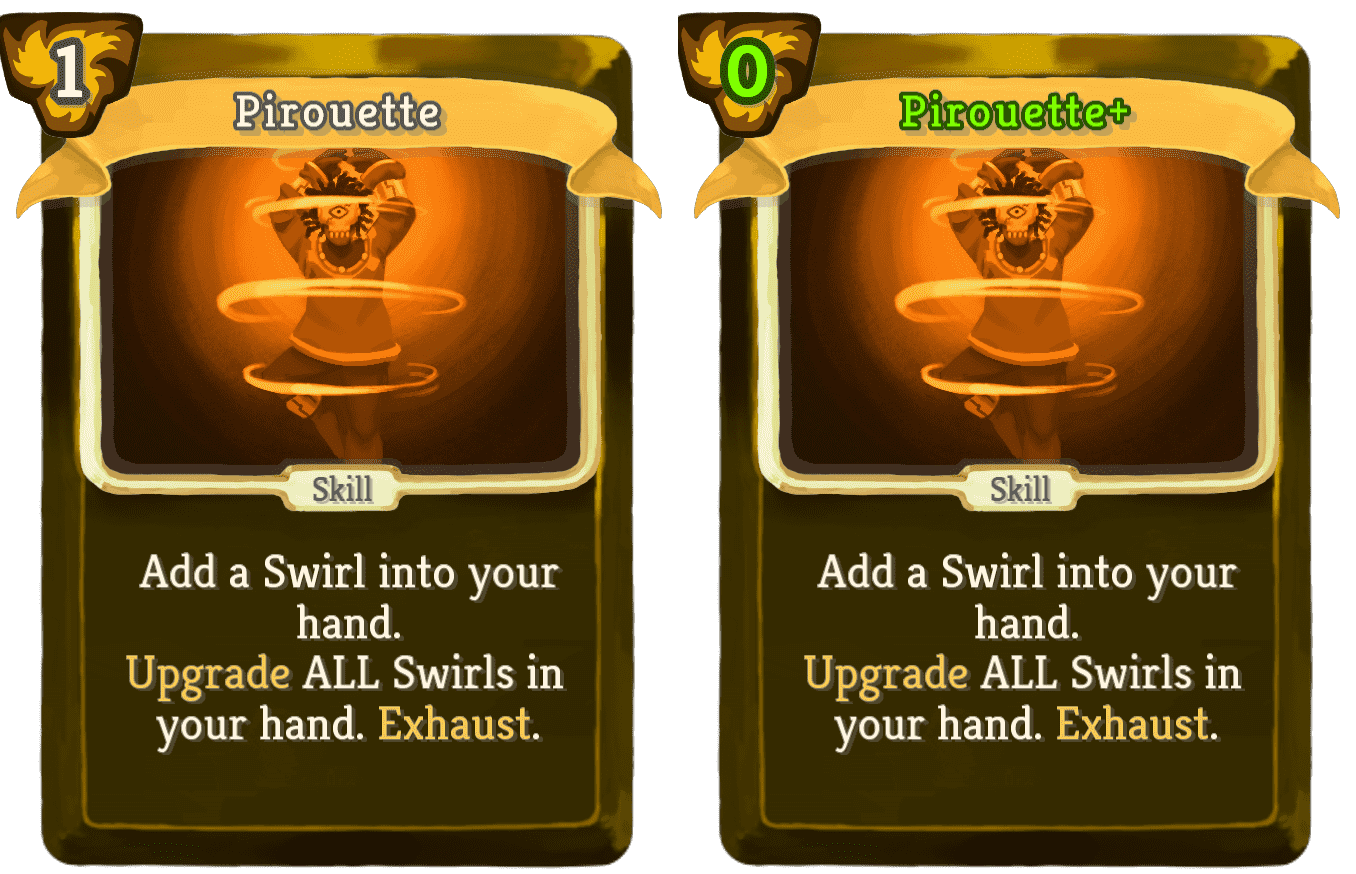 1
Pirouette
Skill
Add a Swirl into your
hand.
Upgrade ALL Swirls in
your hand. Exhaust.
0
Pirouette+
Skill
Add a Swirl into your
hand.
Upgrade ALL Swirls in
your hand. Exhaust.